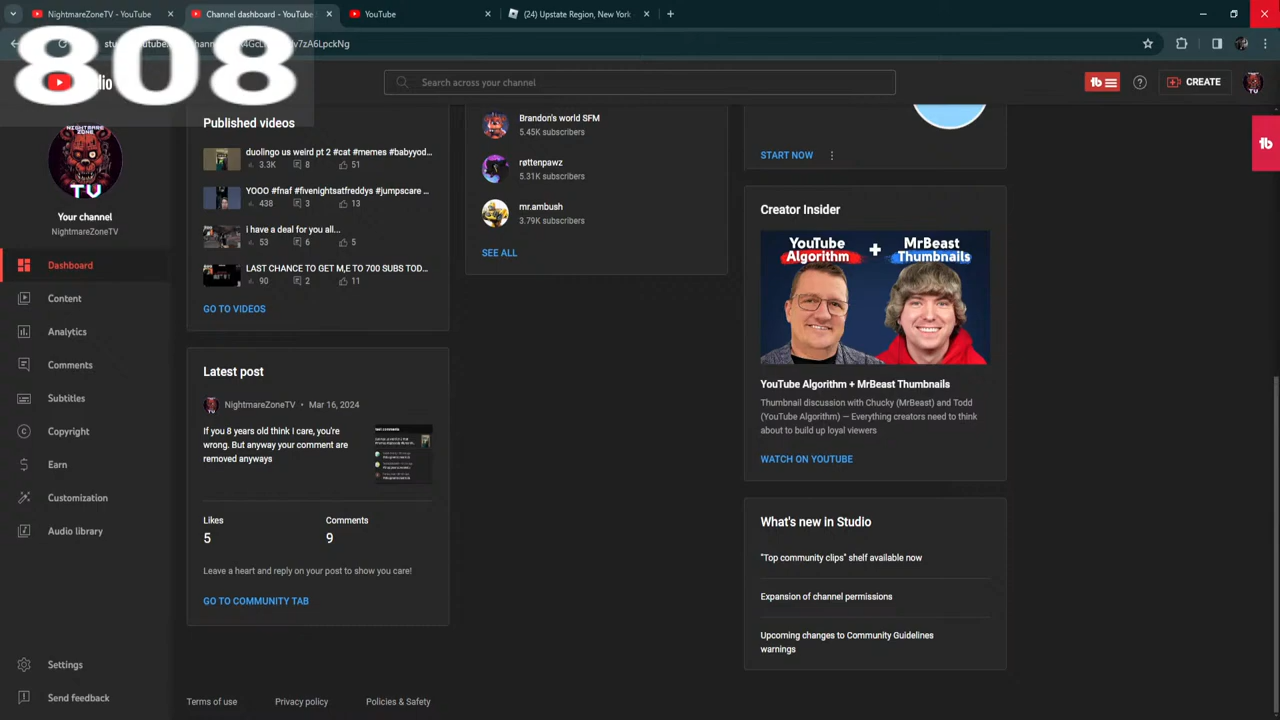 NightmareZoneTV - YouTube
Channel dashboard - YouTube
YouTube
(24) Upstate Region, New York
808
Search across your channel
CREATE
NIGHTMARE
ZONE
TV
Your channel
NightmareZoneTV
Dashboard
Content
Analytics
Comments
Subtitles
Copyright
Earn
Customization
Audio library
Settings
Send feedback
Published videos
duolingo us weird pt 2 #cat #memes #babyyod...
3.3K 8 51
YOOO #fnaf #fivenightsatfreddys #jumpscare ...
438 3 13
i have a deal for you all...
53 6 5
LAST CHANCE TO GET M,E TO 700 SUBS TOD...
90 2 11
GO TO VIDEOS
Latest post
NightmareZoneTV • Mar 16, 2024
If you 8 years old think I care, you're
wrong. But anyway your comment are
removed anyways
Likes Comments
5 9
Leave a heart and reply on your post to show you care!
GO TO COMMUNITY TAB
Terms of use Privacy policy Policies & Safety
Brandon's world SFM
5.45K subscribers
røttenpawz
5.31K subscribers
mr.ambush
3.79K subscribers
SEE ALL
START NOW
Creator Insider
YouTube + MrBeast
Algorithm Thumbnails
YouTube Algorithm + MrBeast Thumbnails
Thumbnail discussion with Chucky (MrBeast) and Todd
(YouTube Algorithm) — Everything creators need to think
about to build up loyal viewers
WATCH ON YOUTUBE
What's new in Studio
"Top community clips" shelf available now
Expansion of channel permissions
Upcoming changes to Community Guidelines
warnings